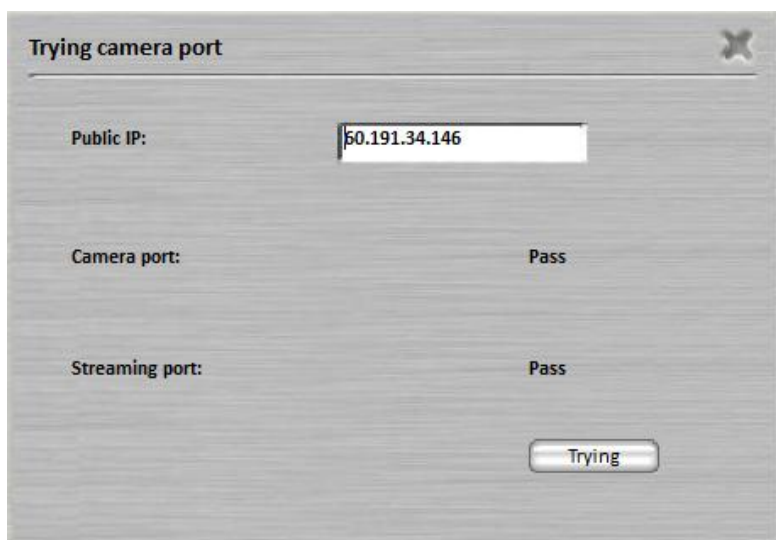 Trying camera port
Public IP: 60.191.34.146
Camera port: Pass
Streaming port: Pass
Trying